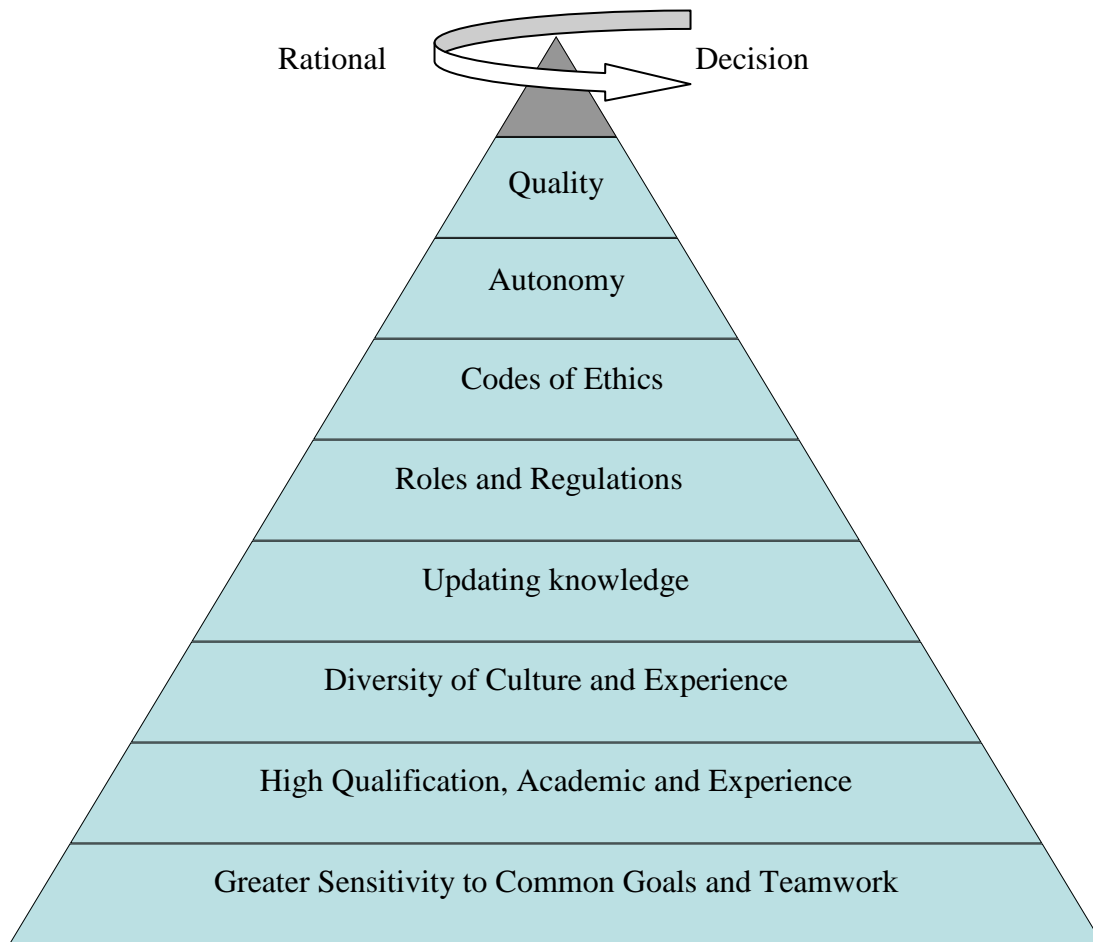 Rational Decision
Quality
Autonomy
Codes of Ethics
Roles and Regulations
Updating knowledge
Diversity of Culture and Experience
High Qualification, Academic and Experience
Greater Sensitivity to Common Goals and Teamwork